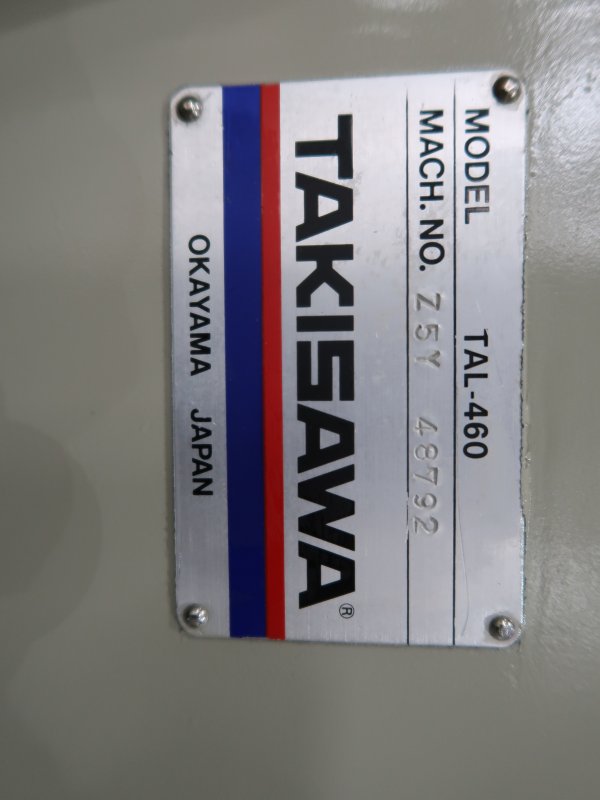 MODEL TAL-460
MACH. NO. Z5Y 48792
TAKISAWA®
OKAYAMA JAPAN